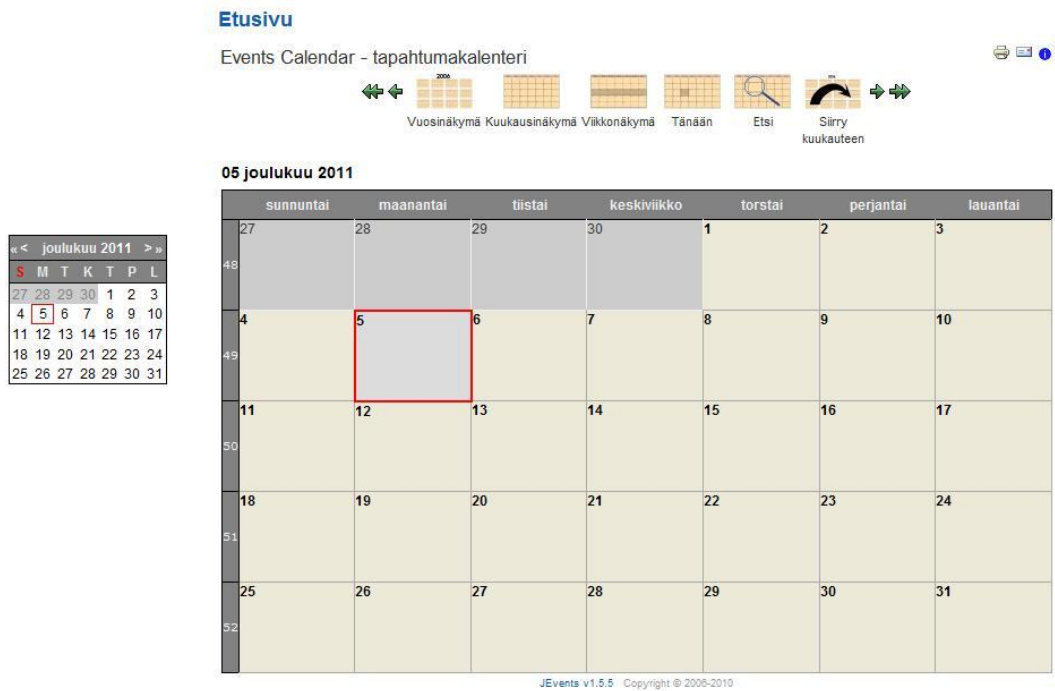 Etusivu
Events Calendar - tapahtumakalenteri
2006
Vuosinäkymä Kuukausinäkymä Viikkonäkymä Tänään Etsi Siirry kuukauteen
05 joulukuu 2011
sunnuntai maanantai tiistai keskiviikko torstai perjantai lauantai
48 27 28 29 30 1 2 3
49 4 5 6 7 8 9 10
50 11 12 13 14 15 16 17
51 18 19 20 21 22 23 24
52 25 26 27 28 29 30 31
« < joulukuu 2011 > »
S M T K T P L
27 28 29 30 1 2 3
4 5 6 7 8 9 10
11 12 13 14 15 16 17
18 19 20 21 22 23 24
25 26 27 28 29 30 31
JEvents v1.5.5 Copyright © 2006-2010